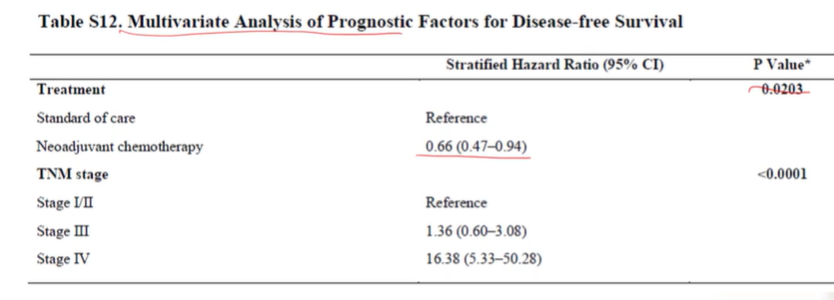 Table S12. Multivariate Analysis of Prognostic Factors for Disease-free Survival
Stratified Hazard Ratio (95% CI) P Value*
Treatment 0.0203
Standard of care Reference
Neoadjuvant chemotherapy 0.66 (0.47–0.94)
TNM stage <0.0001
Stage I/II Reference
Stage III 1.36 (0.60–3.08)
Stage IV 16.38 (5.33–50.28)